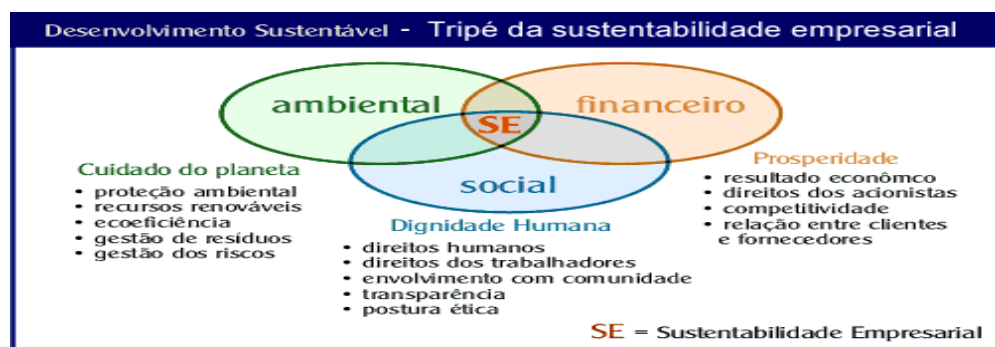 Desenvolvimento Sustentável - Tripé da sustentabilidade empresarial
ambiental
financeiro
SE
social
Cuidado do planeta
• proteção ambiental
• recursos renováveis
• ecoeficiência
• gestão de resíduos
• gestão dos riscos
Dignidade Humana
• direitos humanos
• direitos dos trabalhadores
• envolvimento com comunidade
• transparência
• postura ética
Prosperidade
• resultado econômco
• direitos dos acionistas
• competitividade
• relação entre clientes
e fornecedores
SE = Sustentabilidade Empresarial